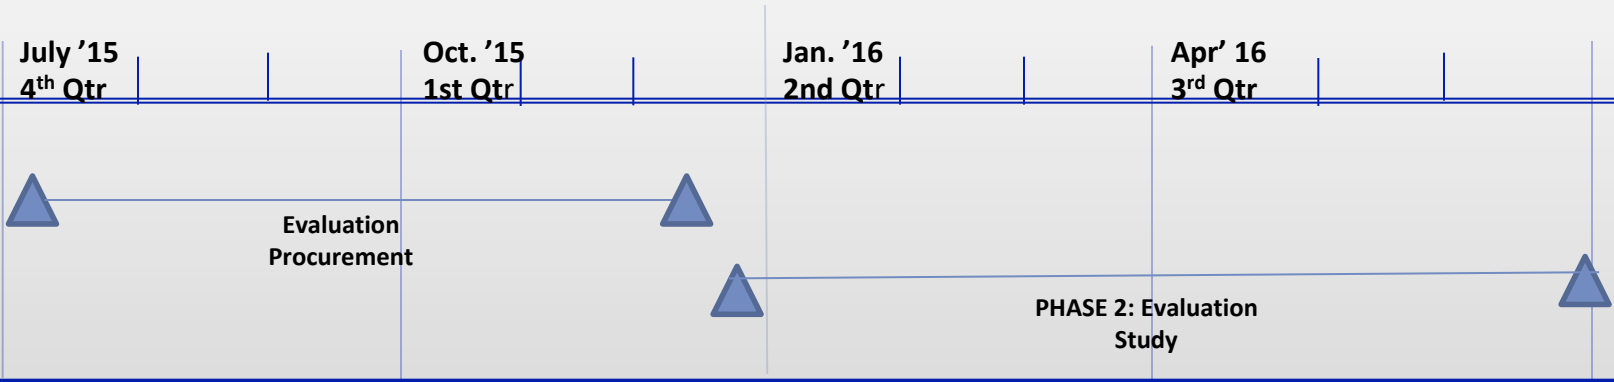 July ’15
4th Qtr
Oct. ’15
1st Qtr
Jan. ’16
2nd Qtr
Apr’ 16
3rd Qtr
Evaluation
Procurement
PHASE 2: Evaluation
Study